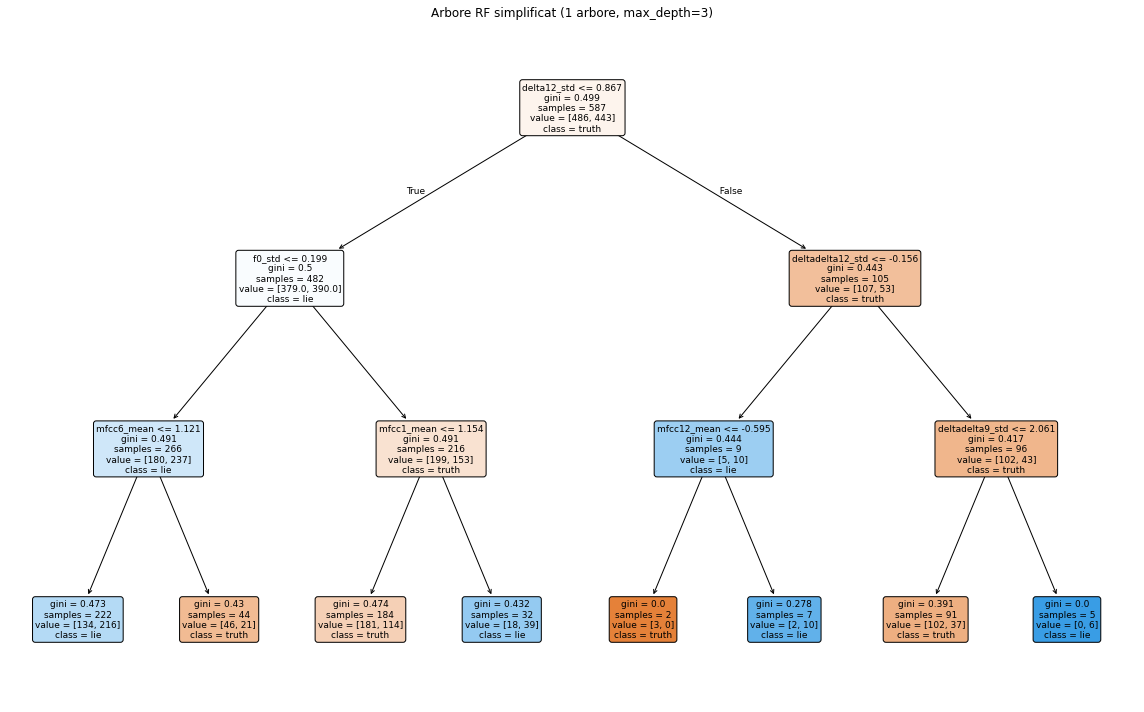 Arbore RF simplificat (1 arbore, max_depth=3)
delta12_std <= 0.867
gini = 0.499
samples = 587
value = [486, 443]
class = truth
True
False
f0_std <= 0.199
gini = 0.5
samples = 482
value = [379.0, 390.0]
class = lie
deltadelta12_std <= -0.156
gini = 0.443
samples = 105
value = [107, 53]
class = truth
mfcc6_mean <= 1.121
gini = 0.491
samples = 266
value = [180, 237]
class = lie
mfcc1_mean <= 1.154
gini = 0.491
samples = 216
value = [199, 153]
class = truth
mfcc12_mean <= -0.595
gini = 0.444
samples = 9
value = [5, 10]
class = lie
deltadelta9_std <= 2.061
gini = 0.417
samples = 96
value = [102, 43]
class = truth
gini = 0.473
samples = 222
value = [134, 216]
class = lie
gini = 0.43
samples = 44
value = [46, 21]
class = truth
gini = 0.474
samples = 184
value = [181, 114]
class = truth
gini = 0.432
samples = 32
value = [18, 39]
class = lie
gini = 0.0
samples = 2
value = [3, 0]
class = truth
gini = 0.278
samples = 7
value = [2, 10]
class = lie
gini = 0.391
samples = 91
value = [102, 37]
class = truth
gini = 0.0
samples = 5
value = [0, 6]
class = lie